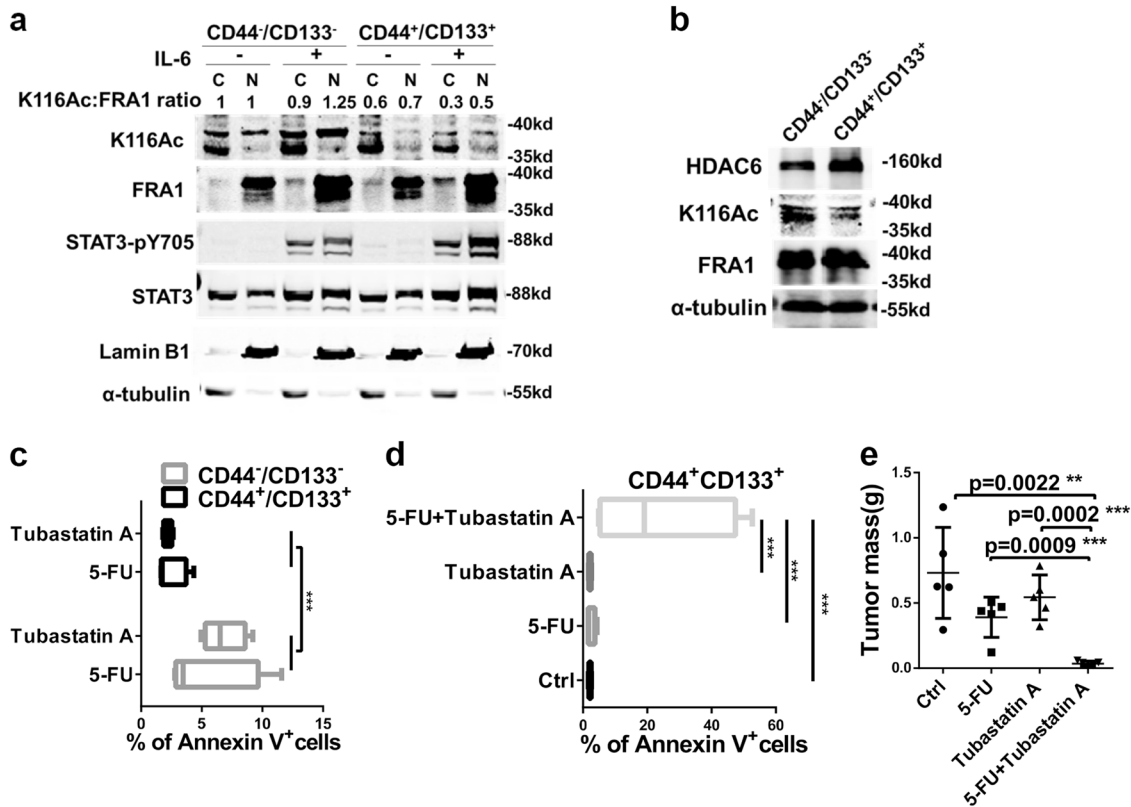 a
CD44-/CD133- CD44+/CD133+
IL-6 - + - +
C N C N C N C N
K116Ac:FRA1 ratio 1 1 0.9 1.25 0.6 0.7 0.3 0.5
K116Ac -40kd
-35kd
FRA1 -40kd
-35kd
STAT3-pY705 -88kd
STAT3 -88kd
Lamin B1 -70kd
α-tubulin -55kd
b
CD44-/CD133-
CD44+/CD133+
HDAC6 -160kd
K116Ac -40kd
-35kd
FRA1 -40kd
-35kd
α-tubulin -55kd
c
CD44-/CD133-
CD44+/CD133+
Tubastatin A
5-FU
***
Tubastatin A
5-FU
0 5 10 15
% of Annexin V+cells
d
CD44+CD133+
5-FU+Tubastatin A
Tubastatin A
5-FU
Ctrl
***
***
***
0 20 40 60
% of Annexin V+cells
e
Tumor mass(g)
1.5
1.0
0.5
0.0
p=0.0022 **
p=0.0002 ***
p=0.0009 ***
Ctrl
5-FU
Tubastatin A
5-FU+Tubastatin A